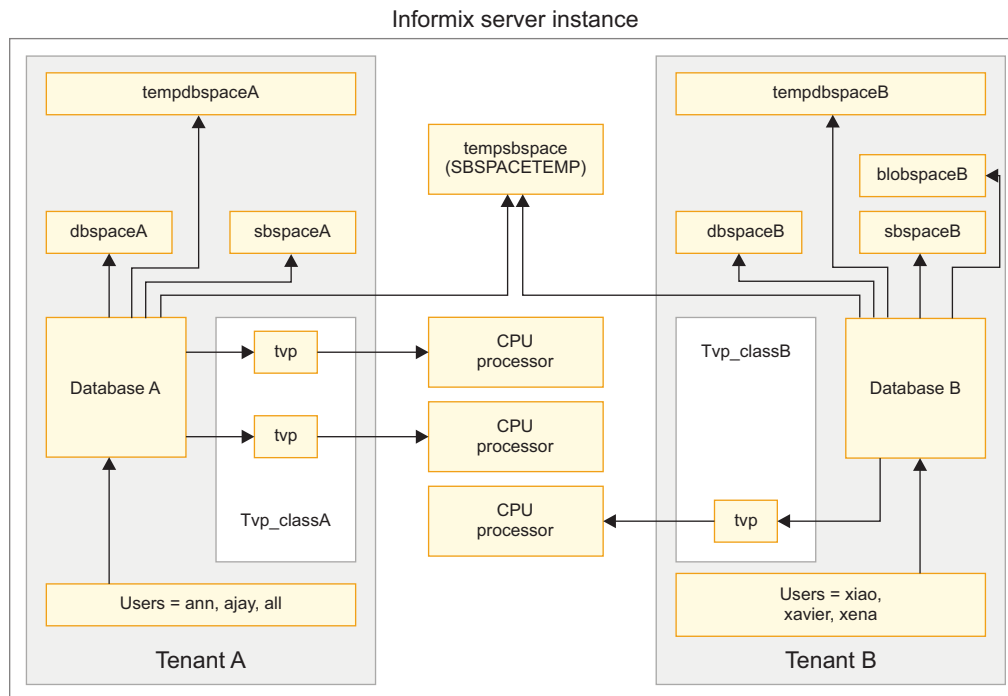 Informix server instance
tempdbspaceA
tempdbspaceB
tempsbspace
(SBSPACETEMP)
blobspaceB
dbspaceA
sbspaceA
dbspaceB
sbspaceB
Database A
tvp
CPU
processor
Tvp_classB
Database B
tvp
CPU
processor
Tvp_classA
CPU
processor
tvp
Users = ann, ajay, all
Users = xiao,
xavier, xena
Tenant A
Tenant B